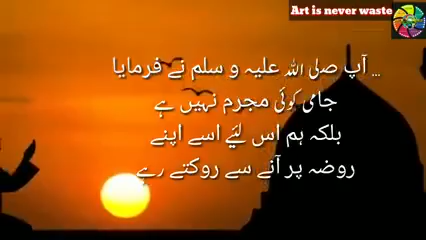 Art is never waste
... آپ صلی اللہ علیہ و سلم نے فرمایا
جامی کوئی مجرم نہیں ہے
بلکہ ہم اس لئیے اسے اپنے
روضہ پر آنے سے روکتے رہے